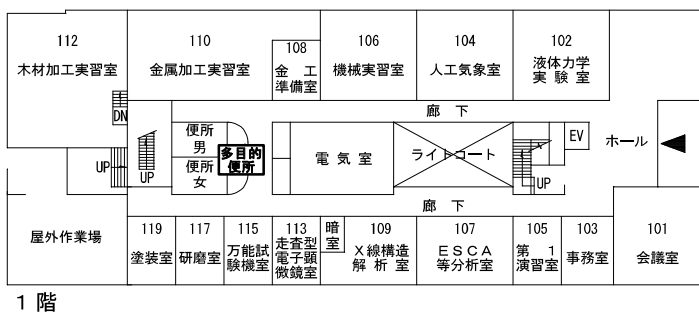 112
木材加工実習室
110
金属加工実習室
108
金工
準備室
106
機械実習室
104
人工気象室
102
液体力学
実験室
DN
廊下
UP
UP
便所
男
便所
女
多目的
便所
電気室
ライトコート
UP
EV
ホール
廊下
屋外作業場
119
塗装室
117
研磨室
115
万能試
験機室
113
走査型
電子顕
微鏡室
暗
室
109
X線構造
解析室
107
ESCA
等分析室
105
第1
演習室
103
事務室
101
会議室
1階